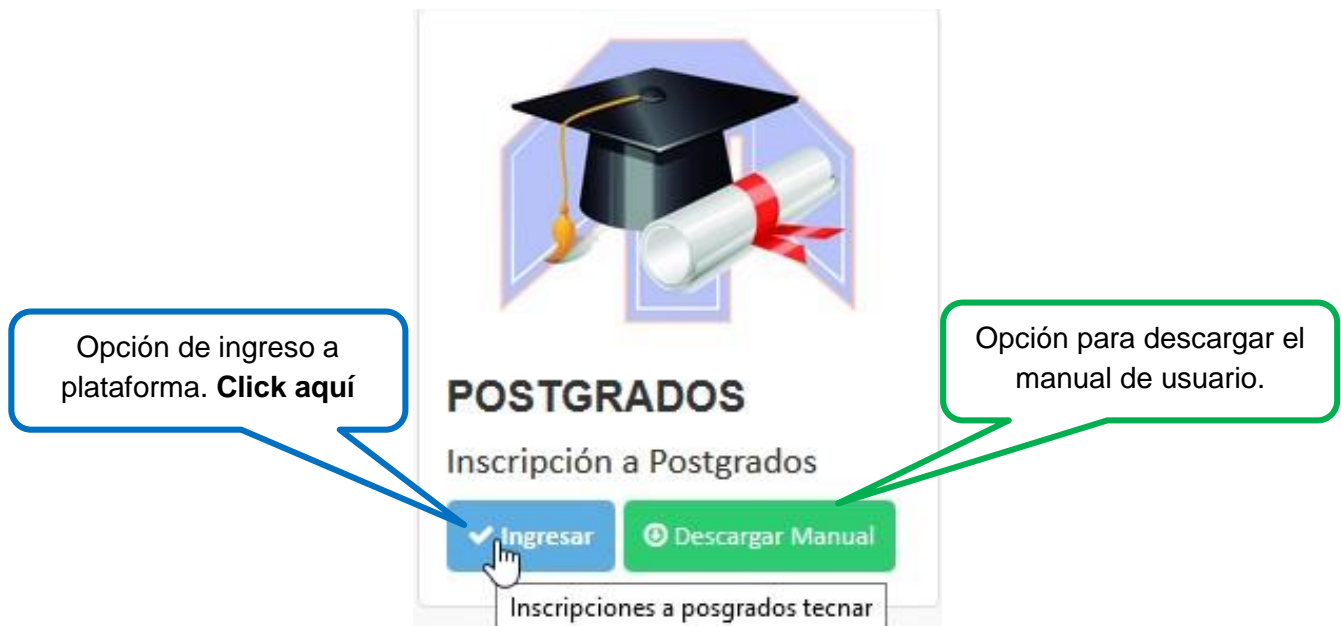 Opción de ingreso a
plataforma. Click aquí
Opción para descargar el
manual de usuario.
POSTGRADOS
Inscripción a Postgrados
Ingresar
Descargar Manual
Inscripciones a posgrados tecnar